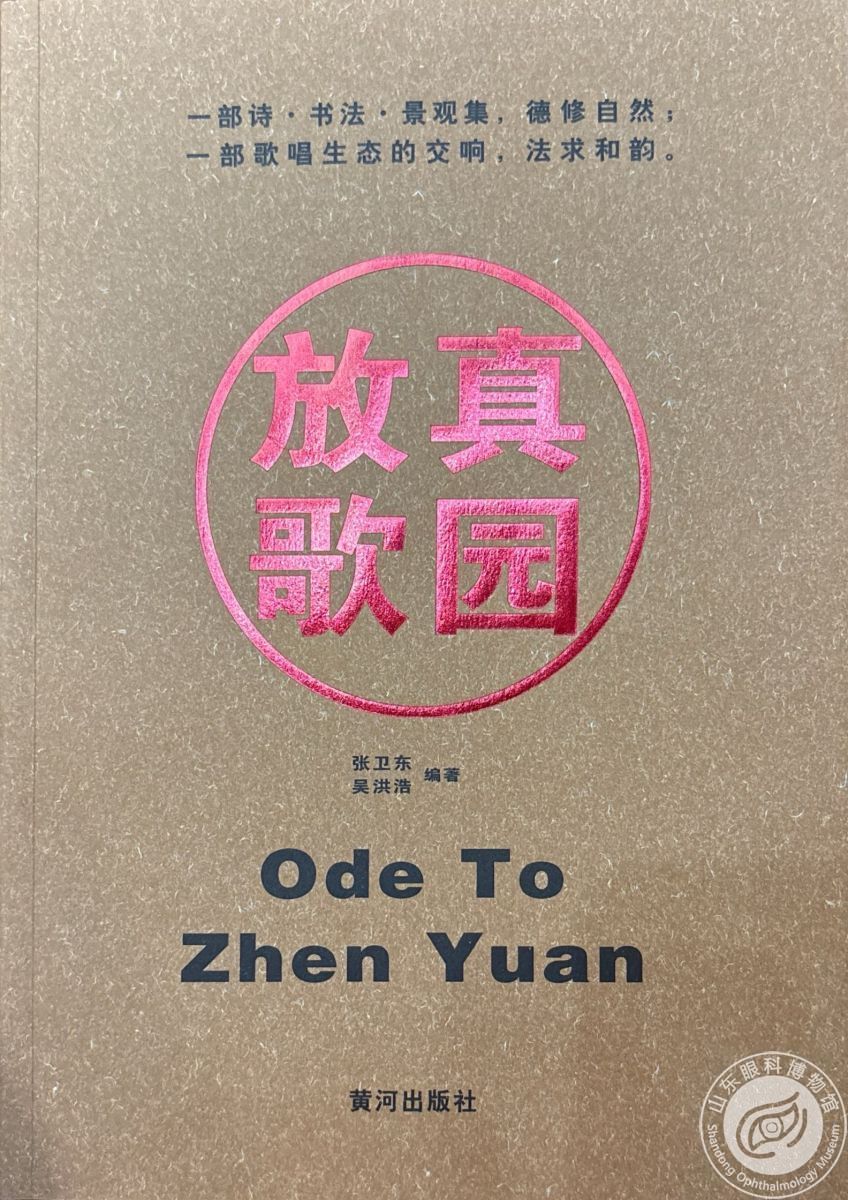 一部诗·书法·景观集，德修自然；
一部歌唱生态的交响，法求和韵。
真园
放歌
张卫东
吴洪浩
编著
Ode To
Zhen Yuan
黄河出版社
山东眼科博物馆
Shandong Ophthalmology Museum